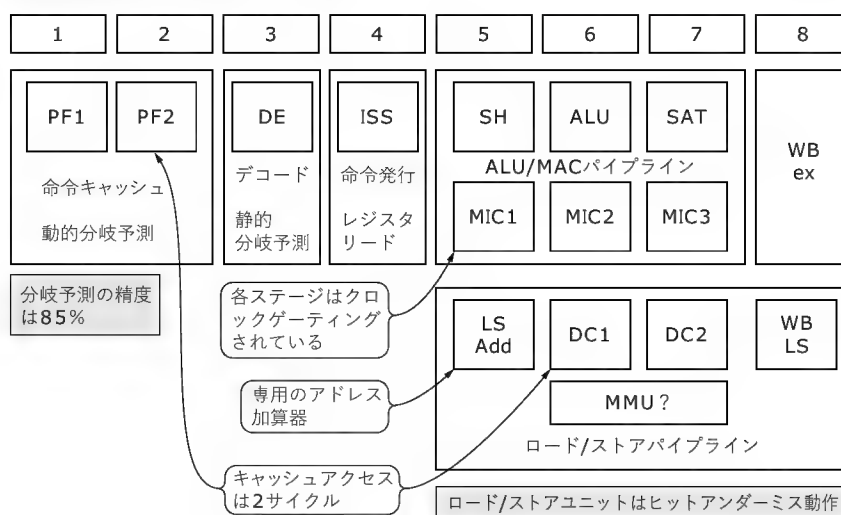 1 2 3 4 5 6 7 8
PF1 PF2 DE ISS SH ALU SAT
WB
ex
ALU/MACパイプライン
命令キャッシュ
動的分岐予測
デコード
静的
分岐予測
命令発行
レジスタ
リード
MIC1 MIC2 MIC3
分岐予測の精度
は85%
各ステージはクロ
ックゲーティング
されている
LS
Add
DC1 DC2
WB
LS
専用のアドレス
加算器
MMU?
ロード/ストアパイプライン
キャッシュアクセス
は2サイクル
ロード/ストアユニットはヒットアンダーミス動作